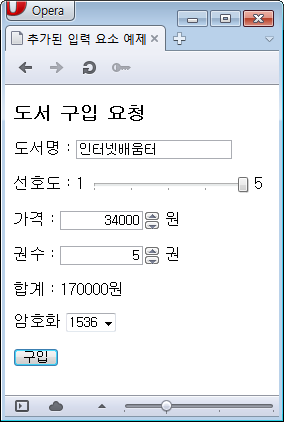 Opera
추가된 입력 요소 예제
도서 구입 요청
도서명 : 인터넷배움터
선호도 : 1 5
가격 : 34000 원
권수 : 5 권
합계 : 170000원
암호화 1536
구입